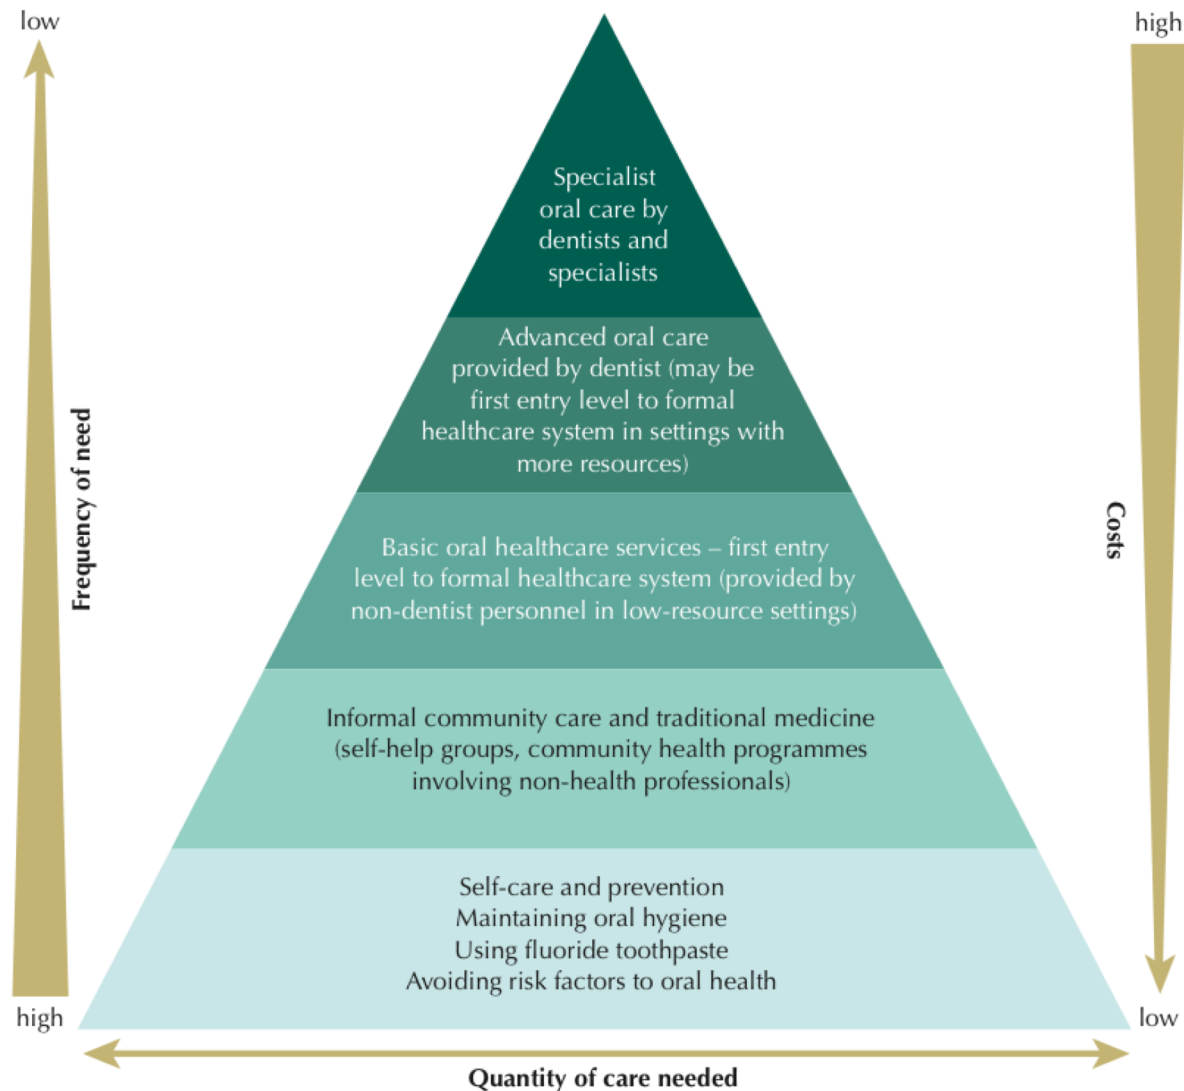 low
high
Specialist
oral care by
dentists and
specialists
Advanced oral care
provided by dentist (may be
first entry level to formal
healthcare system in settings with
more resources)
Frequency of need
Costs
Basic oral healthcare services – first entry
level to formal healthcare system (provided by
non-dentist personnel in low-resource settings)
Informal community care and traditional medicine
(self-help groups, community health programmes
involving non-health professionals)
Self-care and prevention
Maintaining oral hygiene
Using fluoride toothpaste
Avoiding risk factors to oral health
high
low
Quantity of care needed